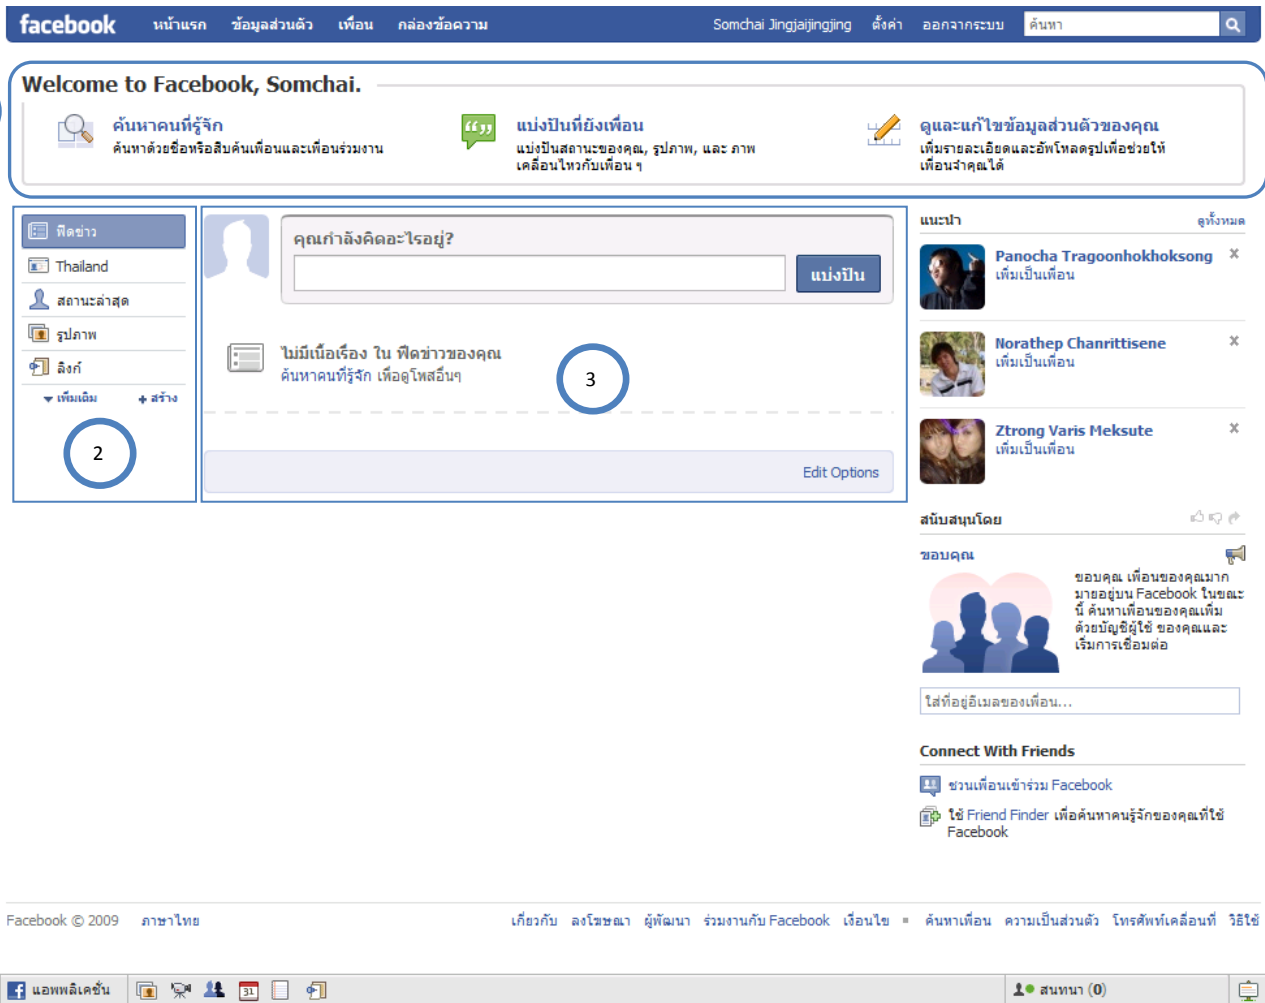 facebook หน้าแรก ข้อมูลส่วนตัว เพื่อน กล่องข้อความ Somchai Jingjaijingjing ตั้งค่า ออกจากระบบ ค้นหา
Welcome to Facebook, Somchai.
ค้นหาคนที่รู้จัก
ค้นหาด้วยชื่อหรือสืบค้นเพื่อนและเพื่อนร่วมงาน
แบ่งปันที่ยังเพื่อน
แบ่งปันสถานะของคุณ, รูปภาพ, และ ภาพ
เคลื่อนไหวกับเพื่อน ๆ
ดูและแก้ไขข้อมูลส่วนตัวของคุณ
เพิ่มรายละเอียดและอัพโหลดรูปเพื่อช่วยให้
เพื่อนจำคุณได้
ฟีดข่าว
Thailand
สถานะล่าสุด
รูปภาพ
ลิงก์
เพิ่มเติม + สร้าง
2
คุณกำลังคิดอะไรอยู่?
แบ่งปัน
ไม่มีเนื้อเรื่อง ใน ฟีดข่าวของคุณ
ค้นหาคนที่รู้จัก เพื่อดูโพสอื่นๆ
3
Edit Options
แนะนำ ดูทั้งหมด
Panocha Tragoonhokhoksong x
เพิ่มเป็นเพื่อน
Norathep Chanrittisene x
เพิ่มเป็นเพื่อน
Ztrong Varis Meksute x
เพิ่มเป็นเพื่อน
สนับสนุนโดย
ขอบคุณ
ขอบคุณ เพื่อนของคุณมาก
มายอยู่บน Facebook ในขณะ
นี้ ค้นหาเพื่อนของคุณเพิ่ม
ด้วยบัญชีผู้ใช้ ของคุณและ
เริ่มการเชื่อมต่อ
ใส่ที่อยู่อีเมลของเพื่อน...
Connect With Friends
ชวนเพื่อนเข้าร่วม Facebook
ใช้ Friend Finder เพื่อค้นหาคนรู้จักของคุณที่ใช้
Facebook
Facebook © 2009 ภาษาไทย เกี่ยวกับ ลงโฆษณา ผู้พัฒนา ร่วมงานกับ Facebook เงื่อนไข ค้นหาเพื่อน ความเป็นส่วนตัว โทรศัพท์เคลื่อนที่ วิธีใช้
แอพพลิเคชั่น 31 สนทนา (0)